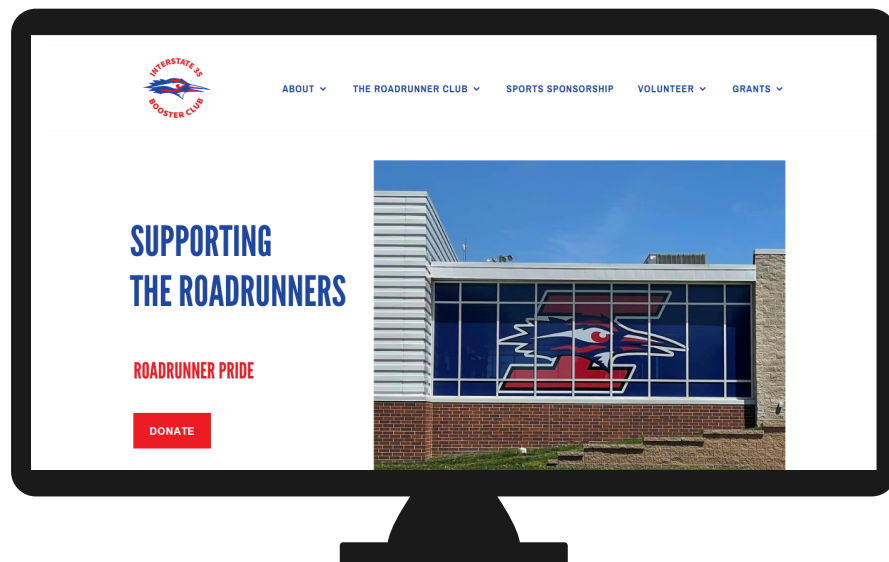 INTERSTATE 35
BOOSTER CLUB
ABOUT
THE ROADRUNNER CLUB
SPORTS SPONSORSHIP
VOLUNTEER
GRANTS
SUPPORTING
THE ROADRUNNERS
ROADRUNNER PRIDE
DONATE